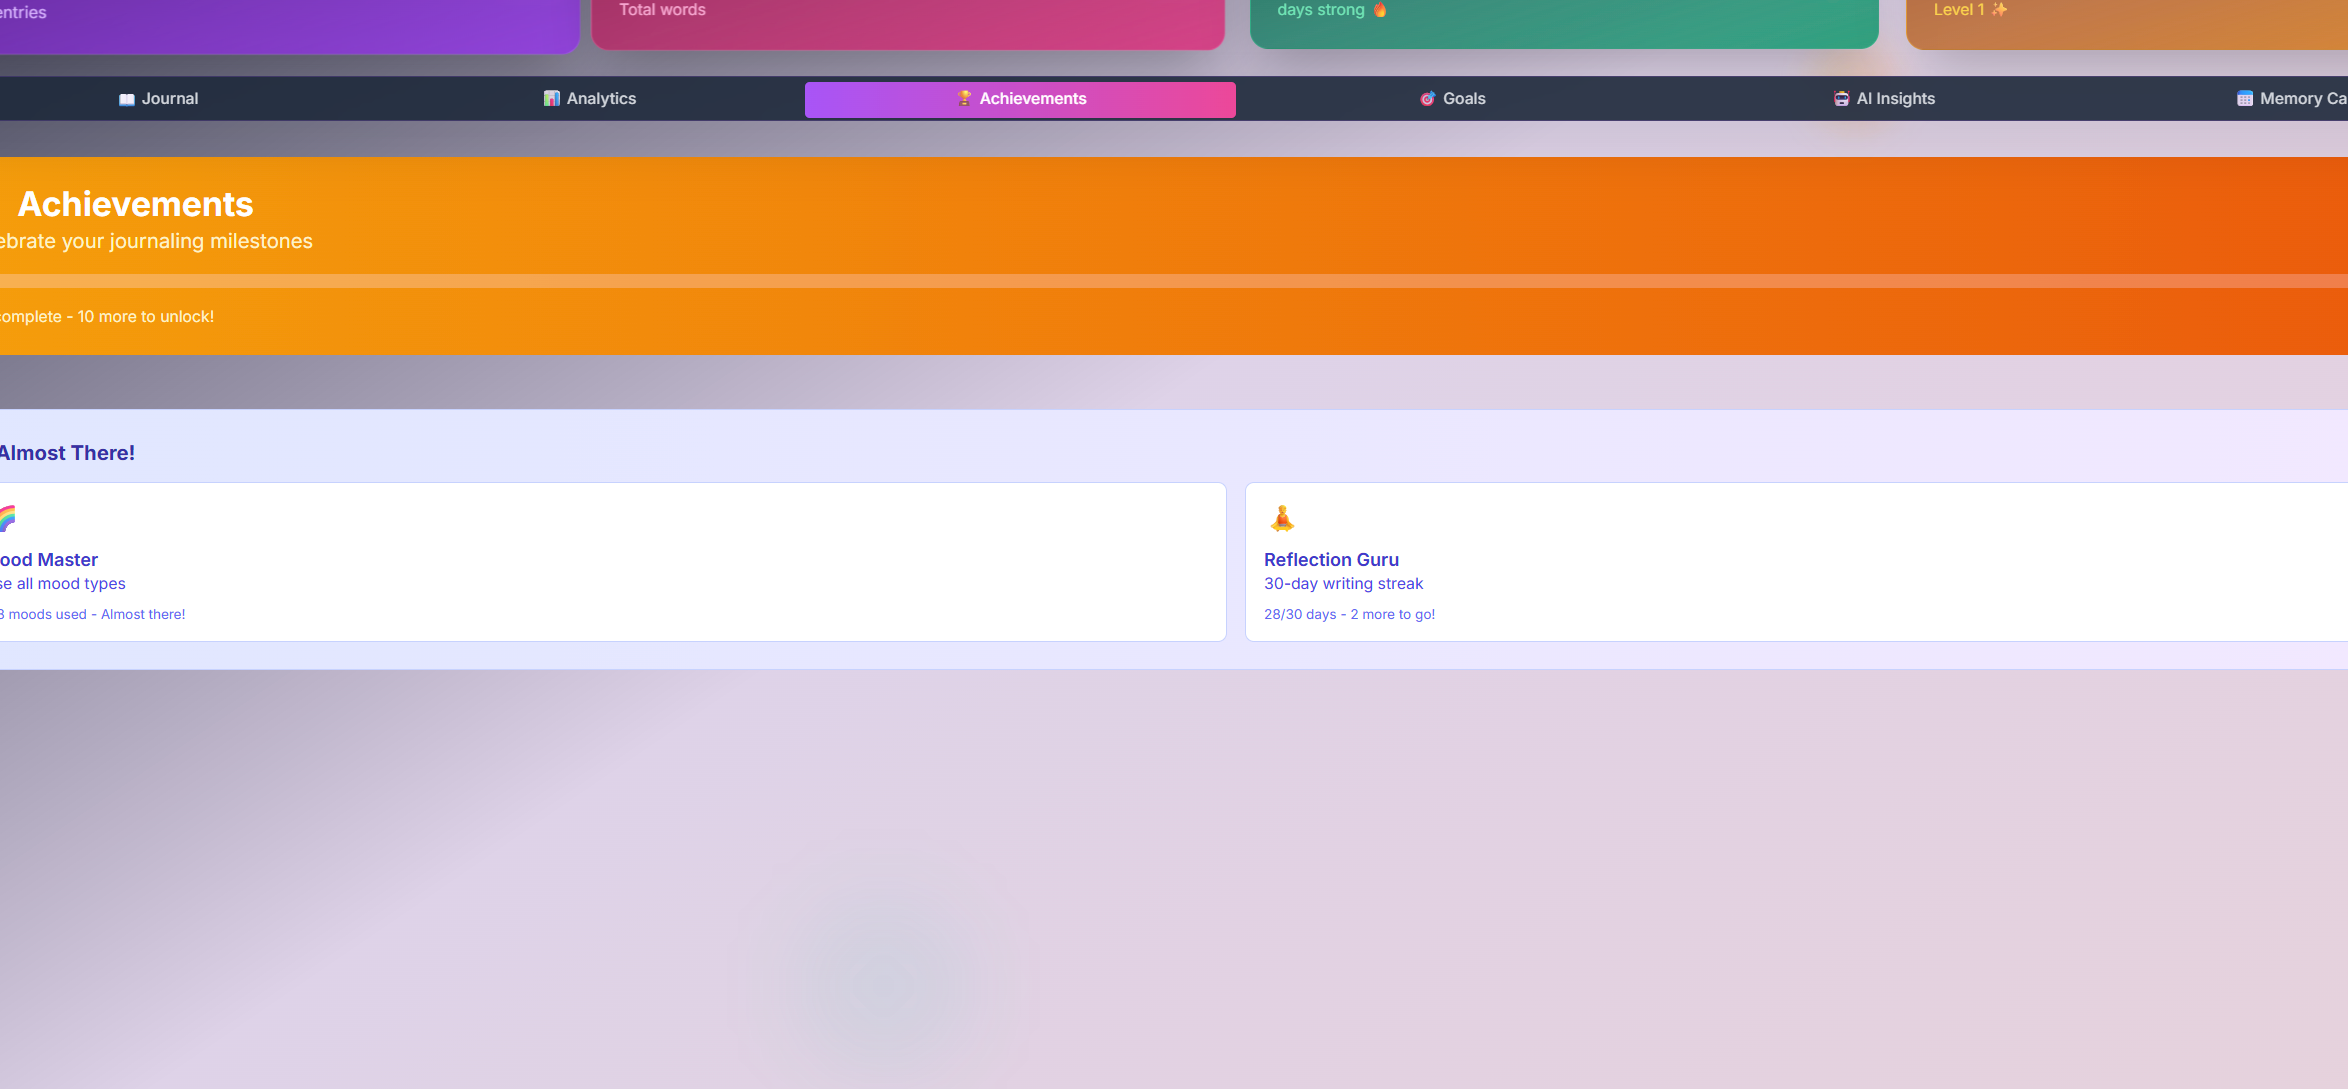 entries
Total words
days strong 🔥
Level 1 ✨
📖 Journal
📊 Analytics
🏆 Achievements
🎯 Goals
🤖 AI Insights
📅 Memory Ca
Achievements
ebrate your journaling milestones
complete - 10 more to unlock!
Almost There!
ood Master
se all mood types
moods used - Almost there!
Reflection Guru
30-day writing streak
28/30 days - 2 more to go!